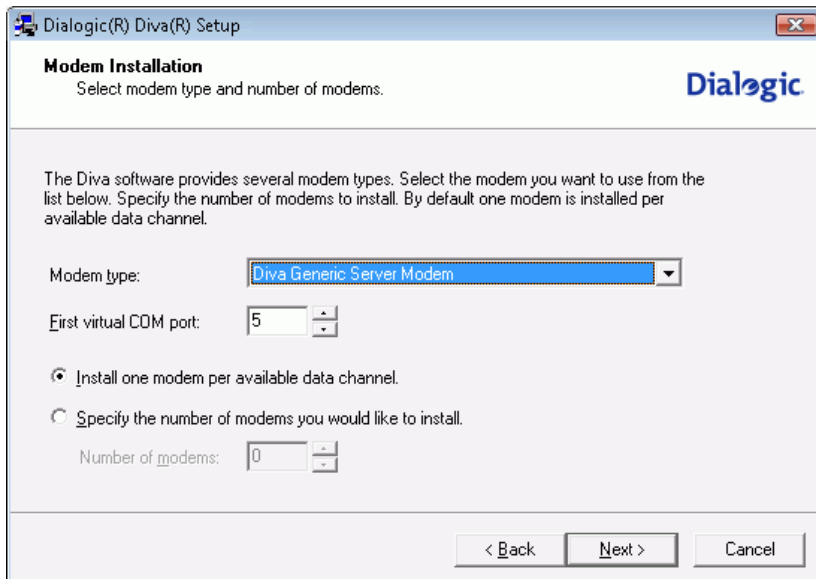 Dialogic(R) Diva(R) Setup
Modem Installation
Select modem type and number of modems.
Dialogic.
The Diva software provides several modem types. Select the modem you want to use from the
list below. Specify the number of modems to install. By default one modem is installed per
available data channel.
Modem type: Diva Generic Server Modem
First virtual COM port: 5
Install one modem per available data channel.
Specify the number of modems you would like to install.
Number of modems: 0
< Back Next > Cancel